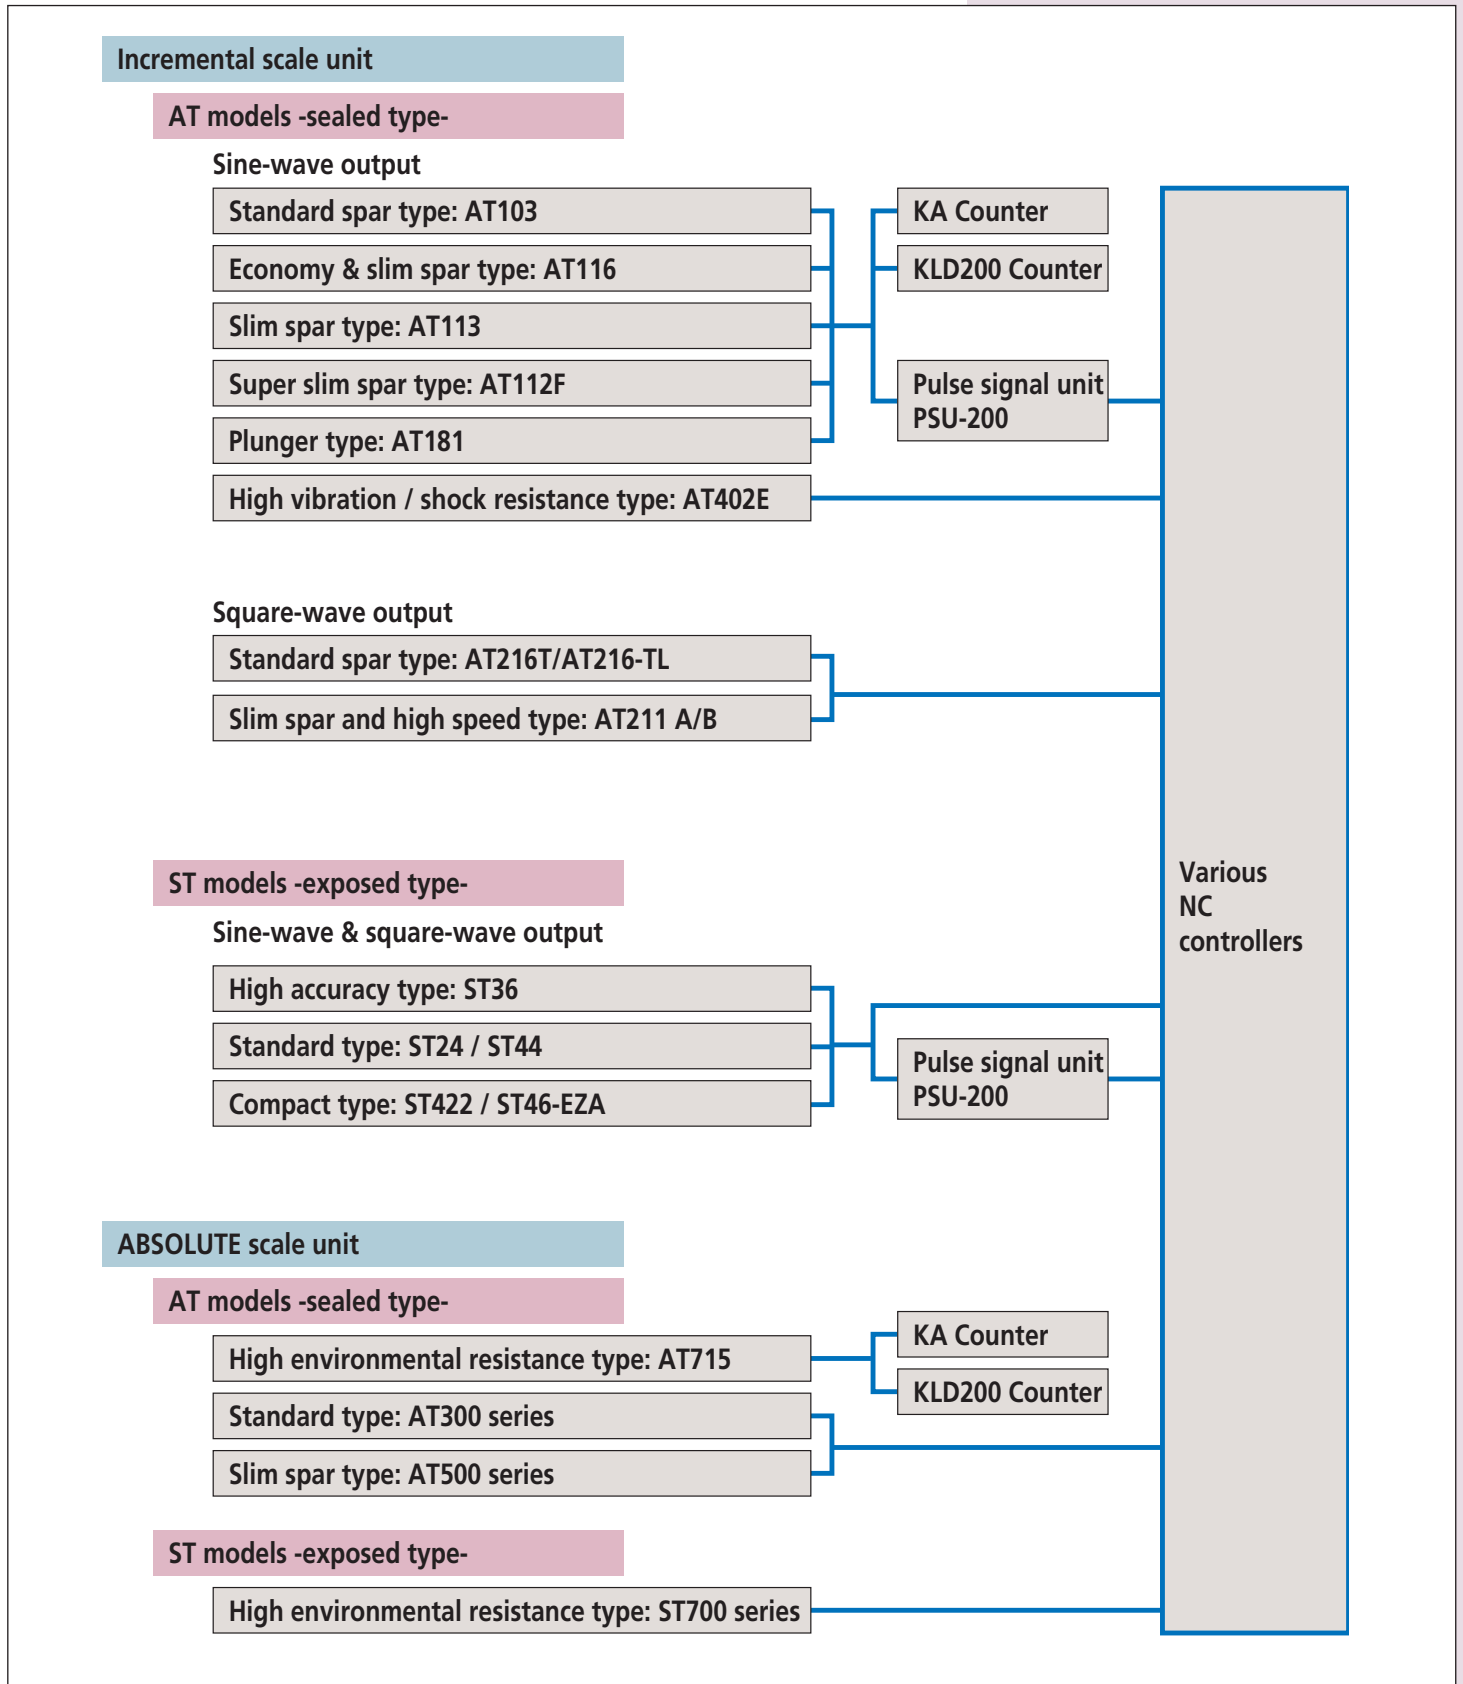 Incremental scale unit
AT models -sealed type-
Sine-wave output
Standard spar type: AT103
Economy & slim spar type: AT116
Slim spar type: AT113
Super slim spar type: AT112F
Plunger type: AT181
High vibration / shock resistance type: AT402E
KA Counter
KLD200 Counter
Pulse signal unit
PSU-200
Square-wave output
Standard spar type: AT216T/AT216-TL
Slim spar and high speed type: AT211 A/B
Various
NC
controllers
ST models -exposed type-
Sine-wave & square-wave output
High accuracy type: ST36
Standard type: ST24 / ST44
Compact type: ST422 / ST46-EZA
Pulse signal unit
PSU-200
ABSOLUTE scale unit
AT models -sealed type-
High environmental resistance type: AT715
Standard type: AT300 series
Slim spar type: AT500 series
KA Counter
KLD200 Counter
ST models -exposed type-
High environmental resistance type: ST700 series